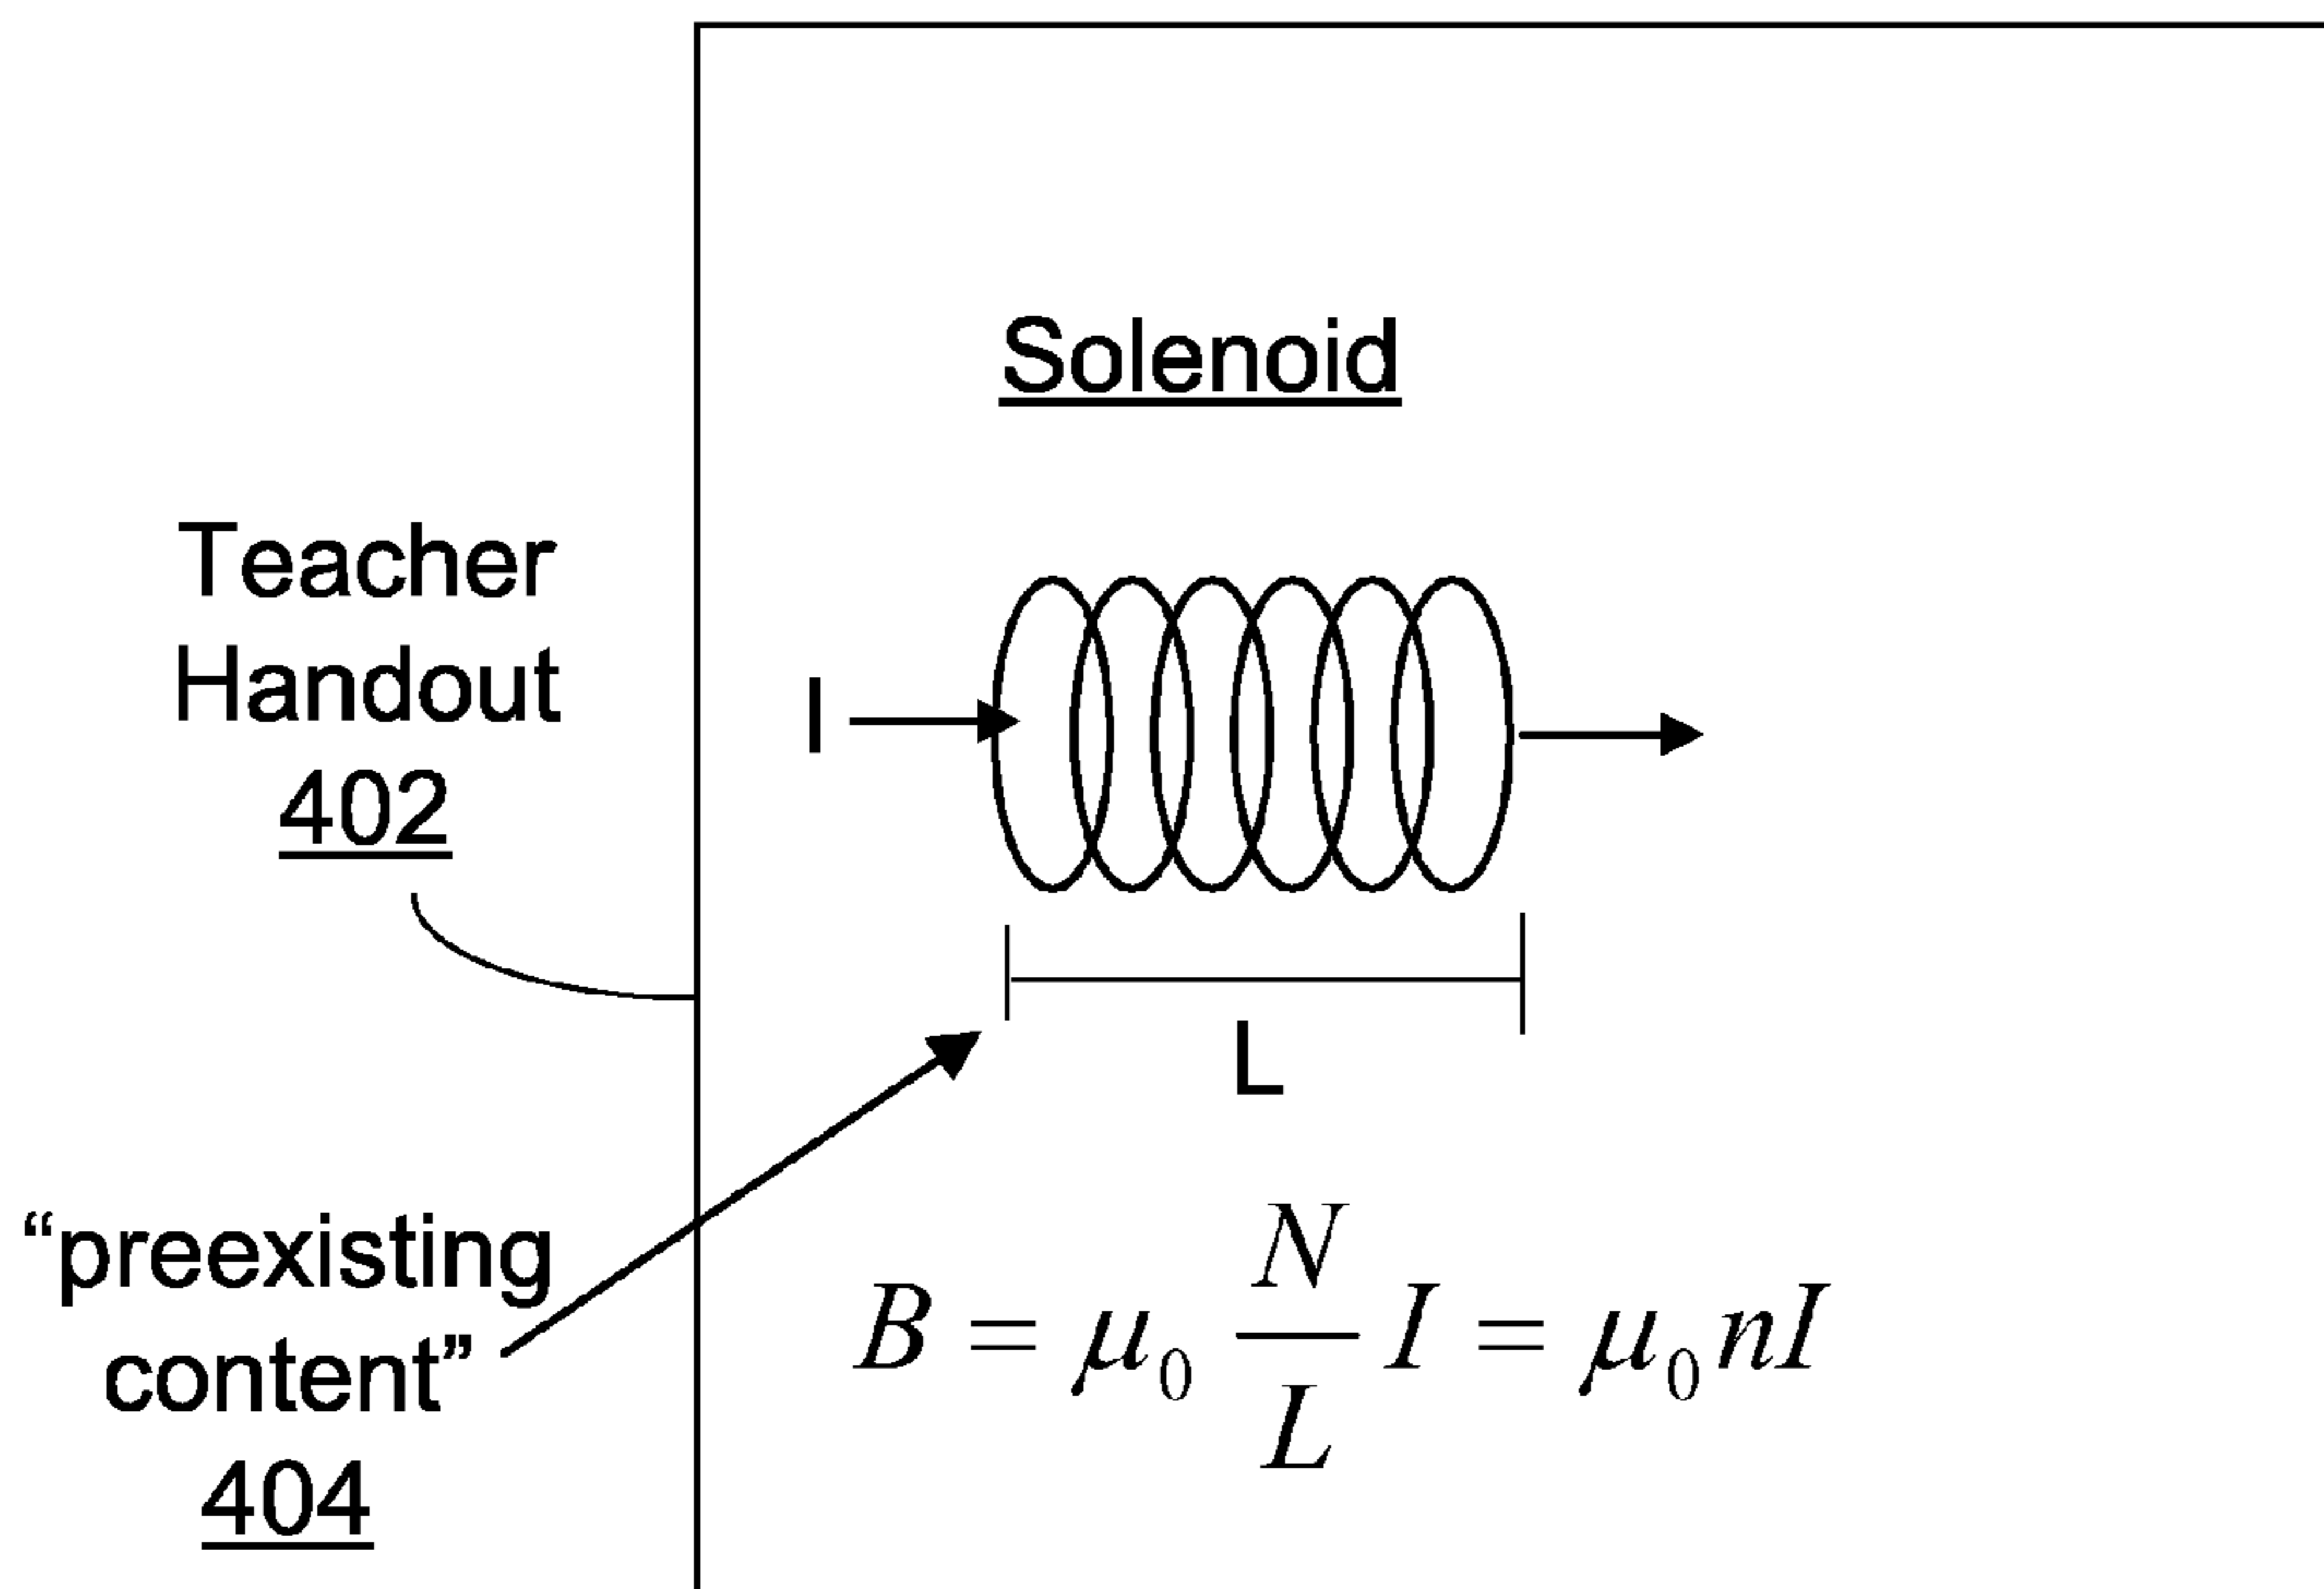 Solenoid
Teacher
Handout
402
I
L
“preexisting
content”
404
B = μ₀ N/L I = μ₀nI